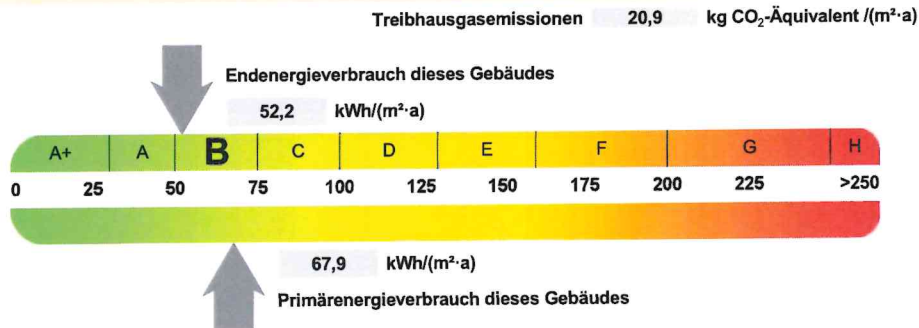 Treibhausgasemissionen 20,9 kg CO₂-Äquivalent /(m²·a)
Endenergieverbrauch dieses Gebäudes
52,2 kWh/(m²·a)
A+ A B C D E F G H
0 25 50 75 100 125 150 175 200 225 >250
67,9 kWh/(m²·a)
Primärenergieverbrauch dieses Gebäudes